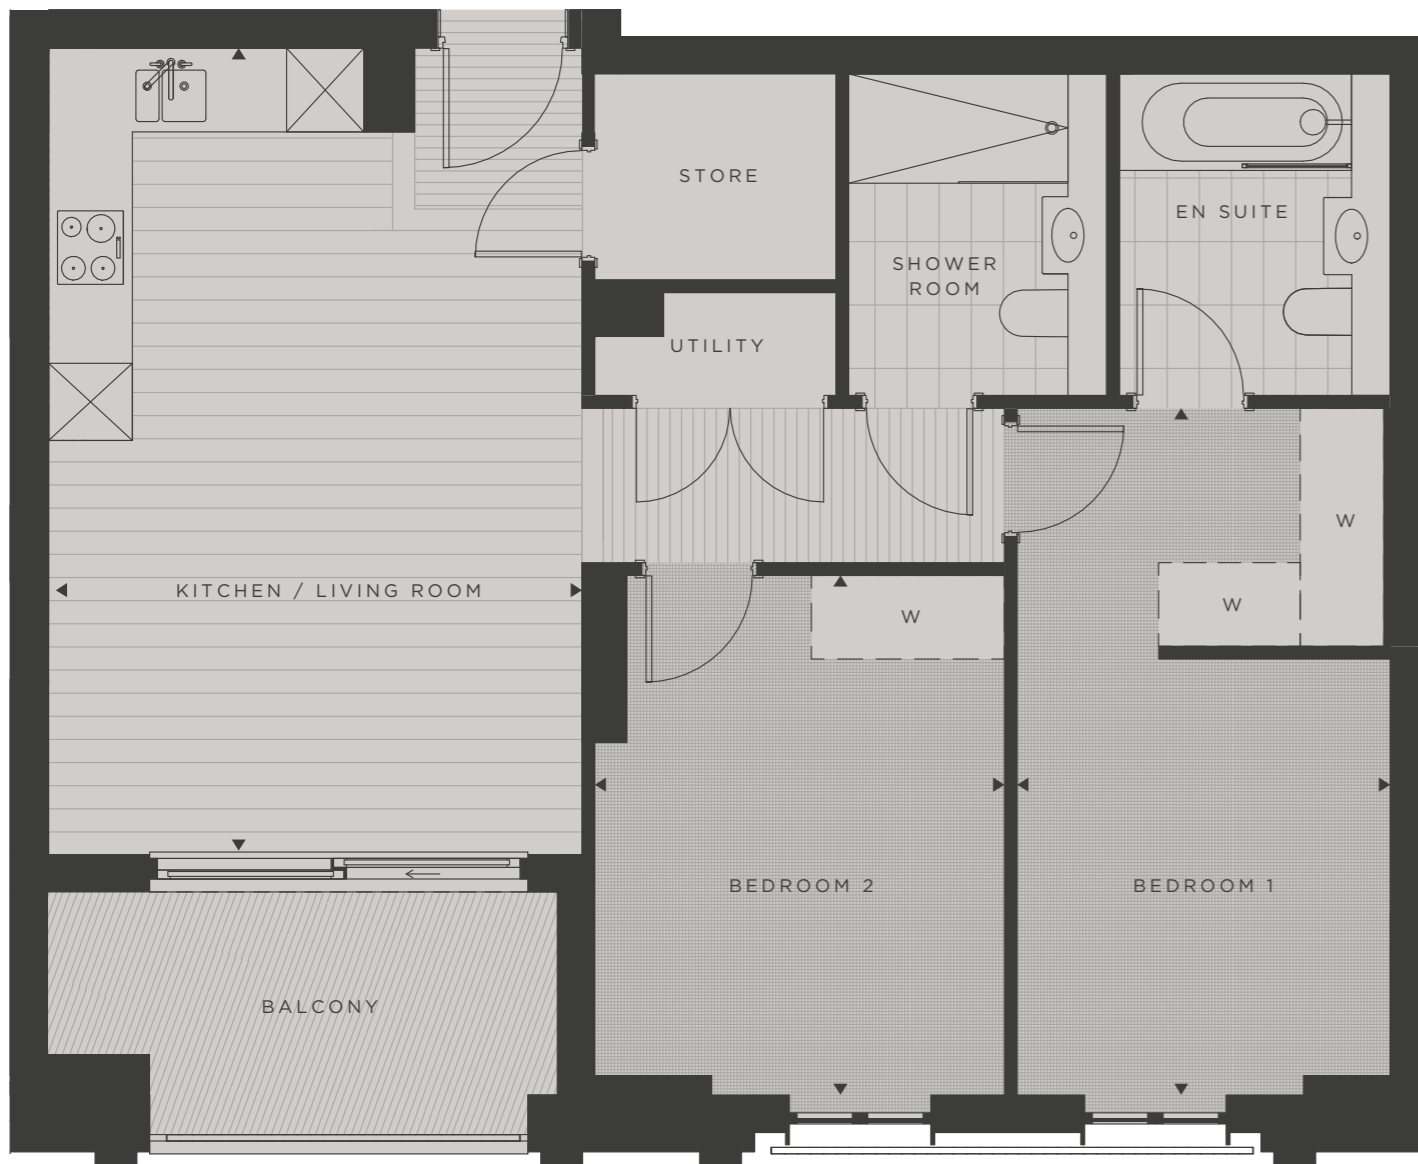 STORE
EN SUITE
SHOWER
ROOM
UTILITY
W
KITCHEN / LIVING ROOM
W
W
BEDROOM 2
BEDROOM 1
BALCONY